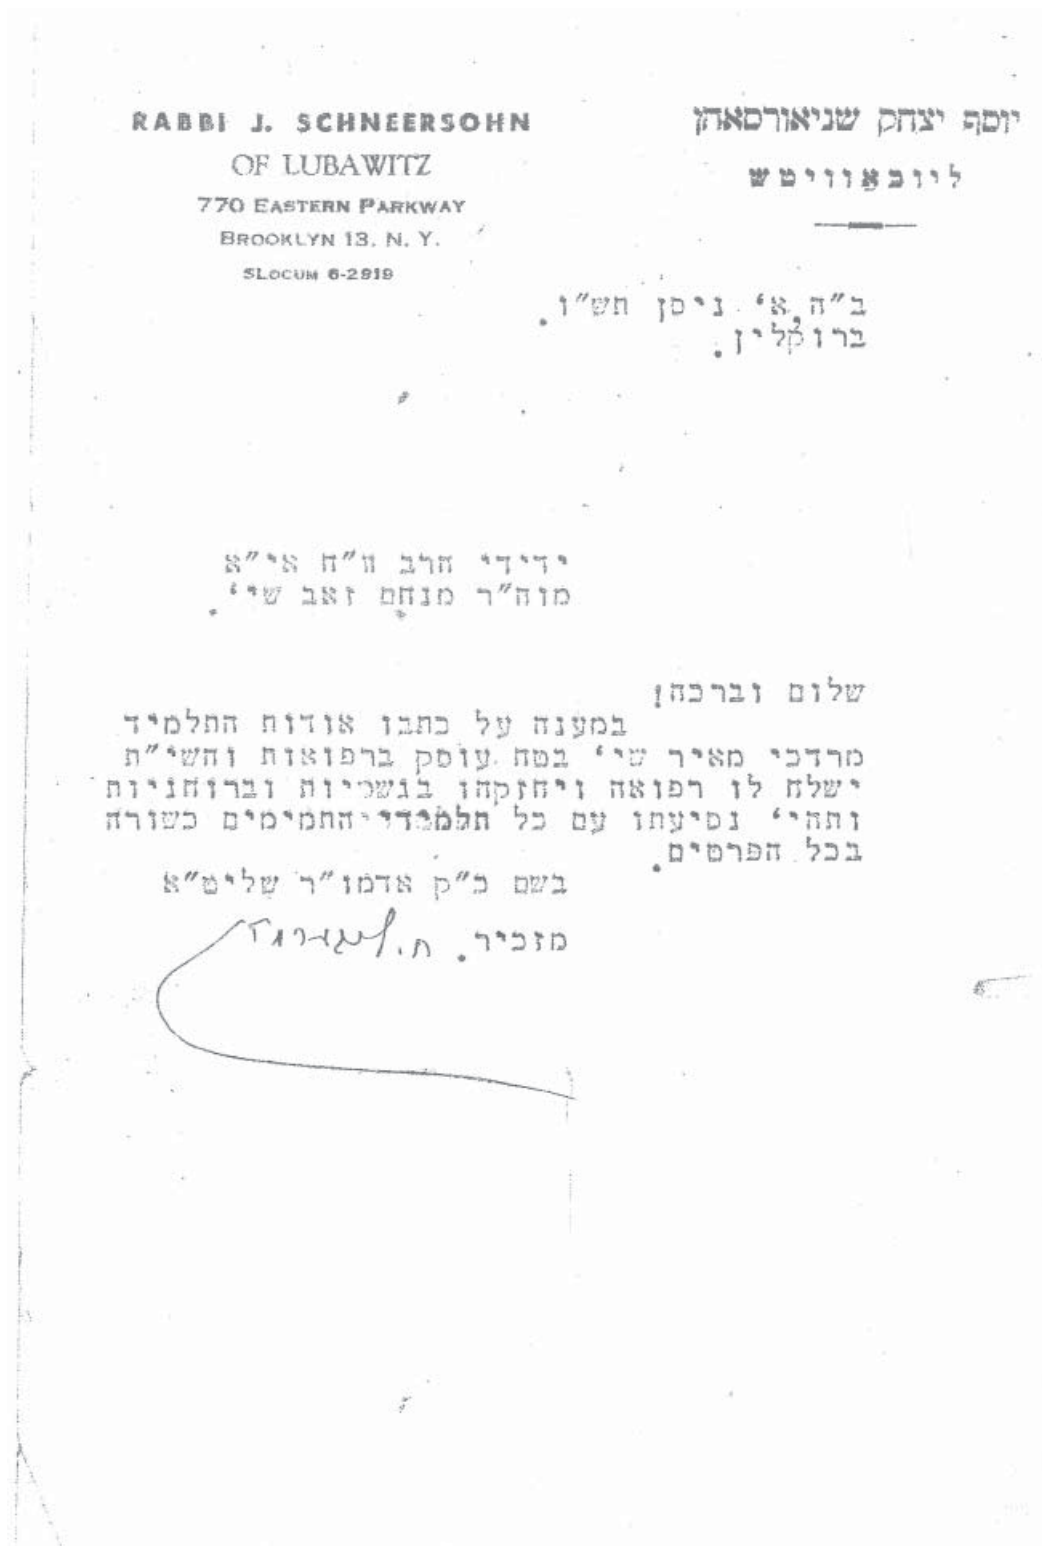 RABBI J. SCHNEERSOHN
OF LUBAWITZ
770 EASTERN PARKWAY
BROOKLYN 13, N. Y.
SLOCUM 6-2919
יוסף יצחק שניאורסאהן
ליובאוויטש
ב"ה,א' ניסן תש"ו.
ברוקלין.
ידידי הרב וו"ח אי"א
מוה"ר מנחם זאב שי'.
שלום וברכה!
במענה על כתבו אודות התלמיד
מרדכי מאיר שי' בטח עוסק ברפואות והשי"ת
ישלח לו רפואה ויחזקהו בגשמיות וברוחניות
ותהי' נסיעתו עם כל תלמידי התמימים כשורה
בכל הפרטים.
בשם כ"ק אדמו"ר שליט"א
מזכיר. ח.